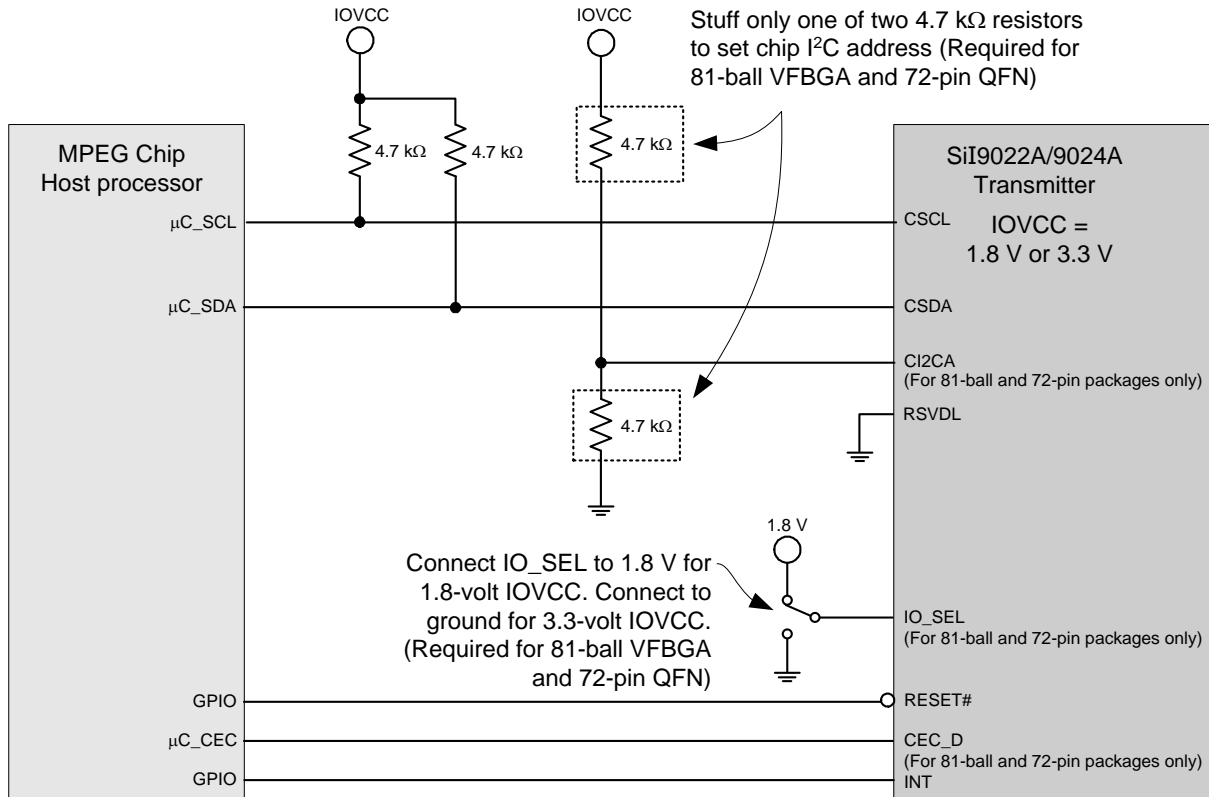 IOVCC
IOVCC
Stuff only one of two 4.7 kΩ resistors
to set chip I²C address (Required for
81-ball VFBGA and 72-pin QFN)
MPEG Chip
Host processor
4.7 kΩ
4.7 kΩ
4.7 kΩ
SiI9022A/9024A
Transmitter
IOVCC =
1.8 V or 3.3 V
μC_SCL
CSCL
μC_SDA
CSDA
CI2CA
(For 81-ball and 72-pin packages only)
4.7 kΩ
RSVDL
1.8 V
Connect IO_SEL to 1.8 V for
1.8-volt IOVCC. Connect to
ground for 3.3-volt IOVCC.
(Required for 81-ball VFBGA
and 72-pin QFN)
IO_SEL
(For 81-ball and 72-pin packages only)
GPIO
RESET#
μC_CEC
CEC_D
(For 81-ball and 72-pin packages only)
GPIO
INT